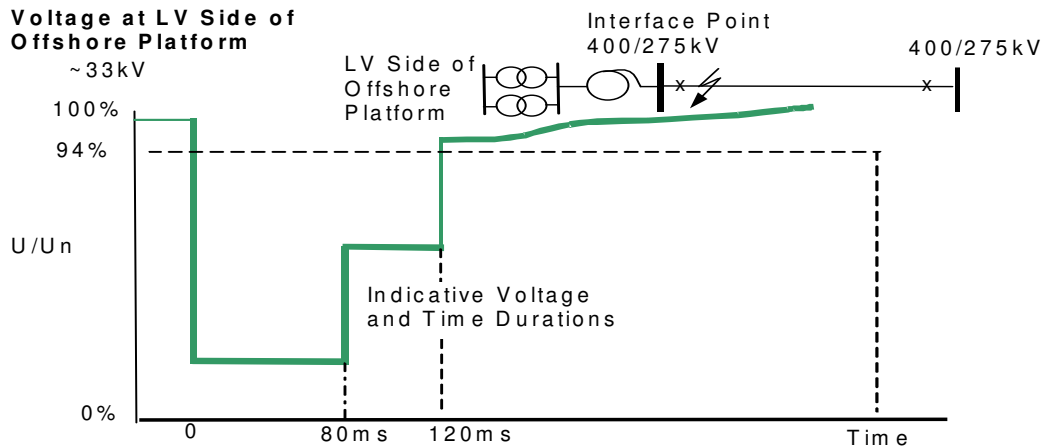 Voltage at LV Side of
Offshore Platform
~33kV
Interface Point
400/275kV
400/275kV
LV Side of
Offshore
Platform
x
x
100%
94%
U/Un
Indicative Voltage
and Time Durations
0%
0
80ms
120ms
Time